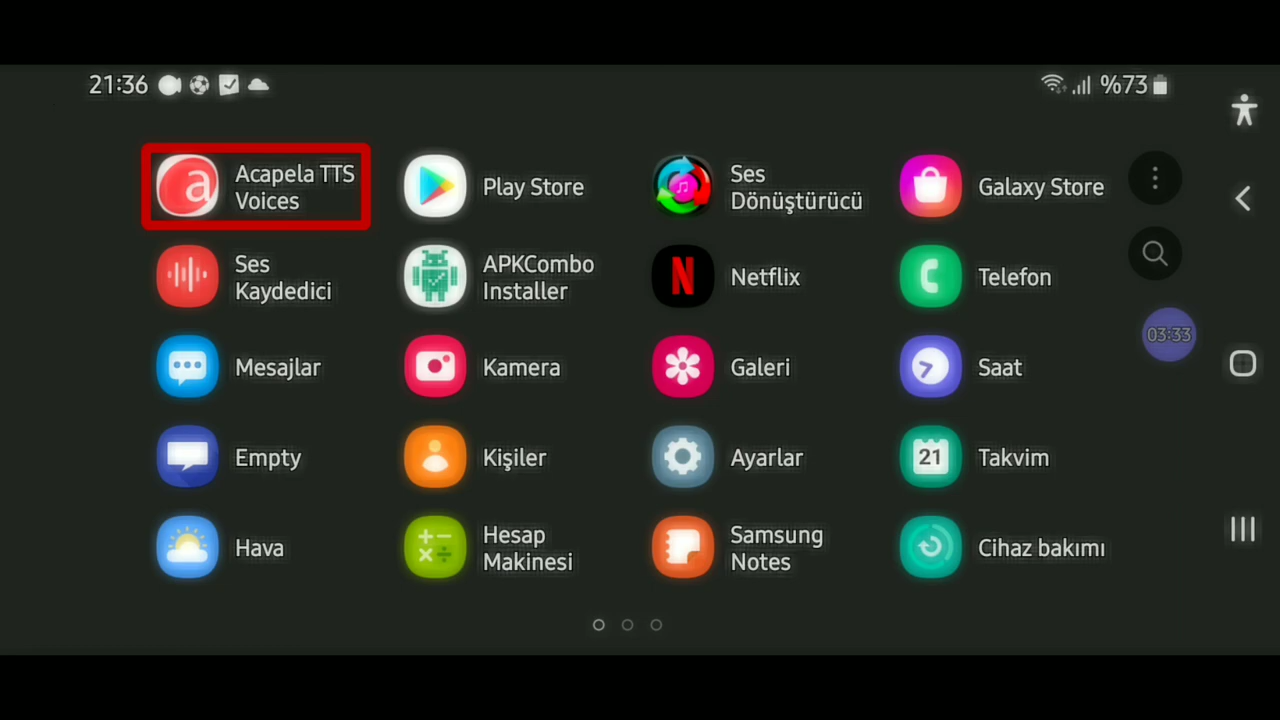 21:36
%73
Acapela TTS
Voices
Play Store
Ses
Dönüştürücü
Galaxy Store
Ses
Kaydedici
APKCombo
Installer
Netflix
Telefon
03:33
Mesajlar
Kamera
Galeri
Saat
Empty
Kişiler
Ayarlar
21
Takvim
Hava
Hesap
Makinesi
Samsung
Notes
Cihaz bakımı